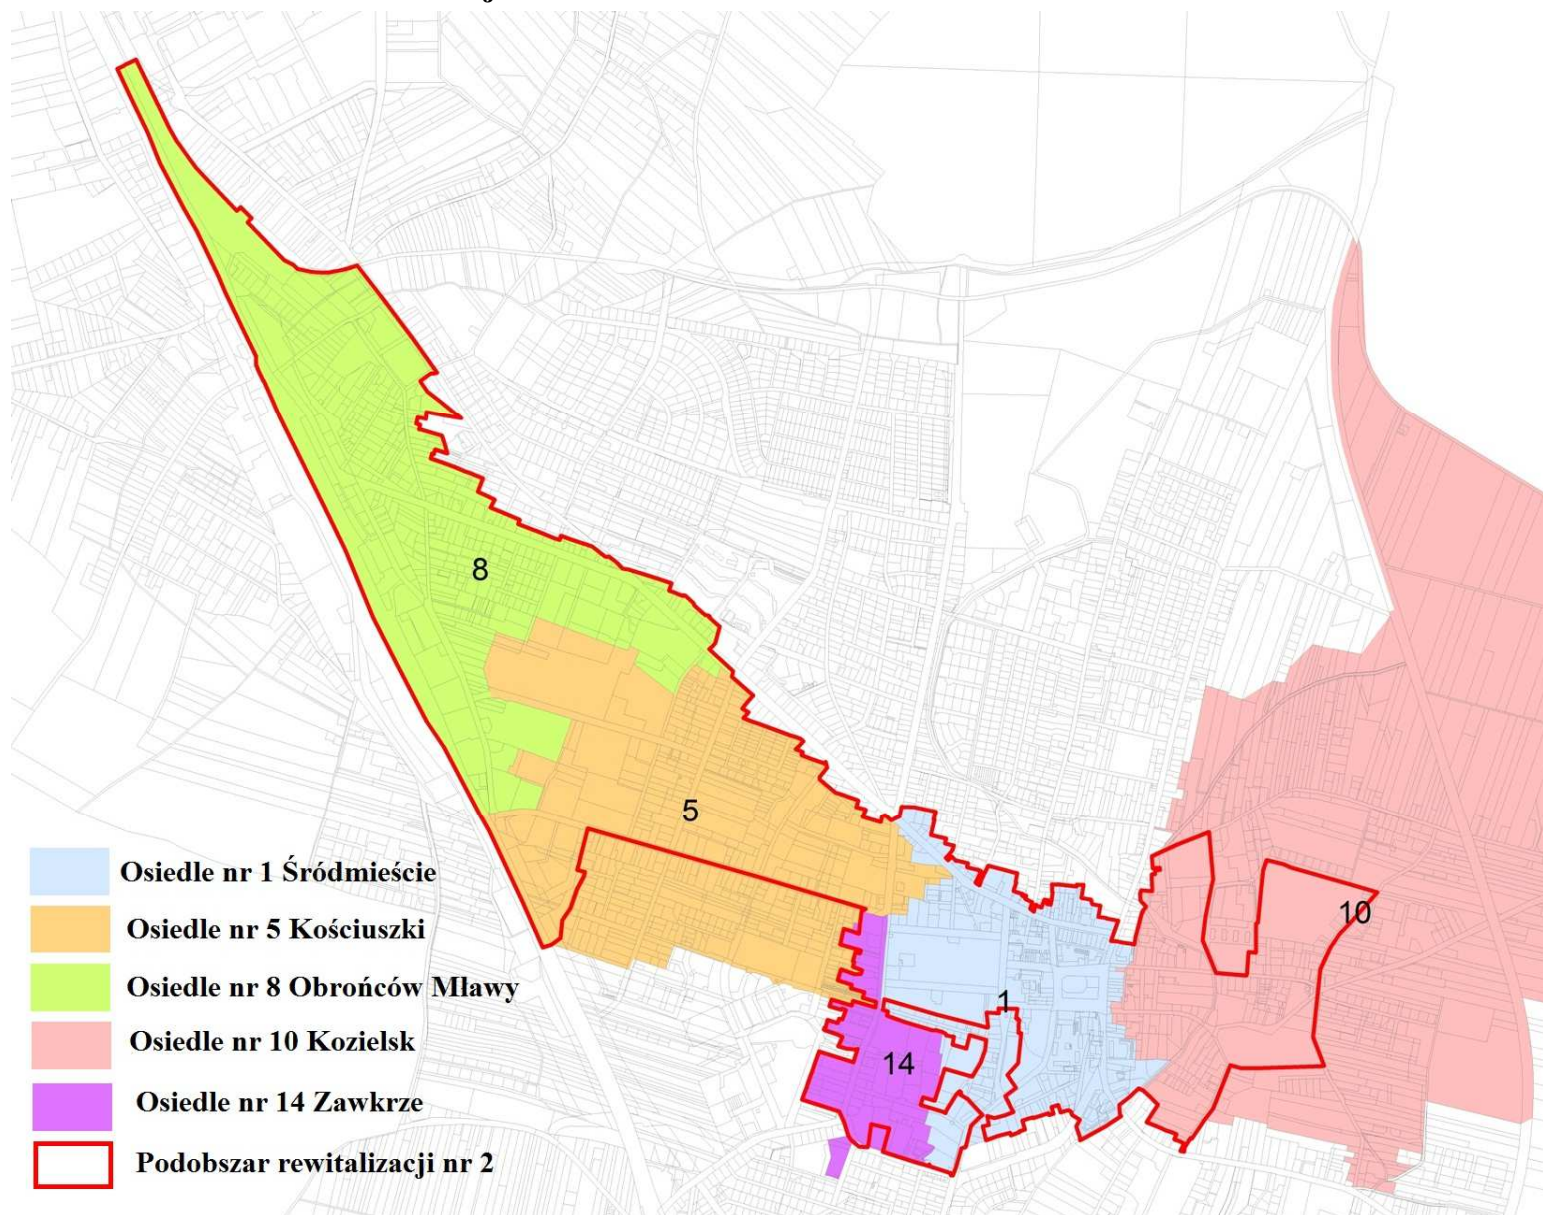 8
5
10
1
14
Osiedle nr 1 Śródmieście
Osiedle nr 5 Kościuszki
Osiedle nr 8 Obrońców Mławy
Osiedle nr 10 Kozielsk
Osiedle nr 14 Zawkrze
Podobszar rewitalizacji nr 2